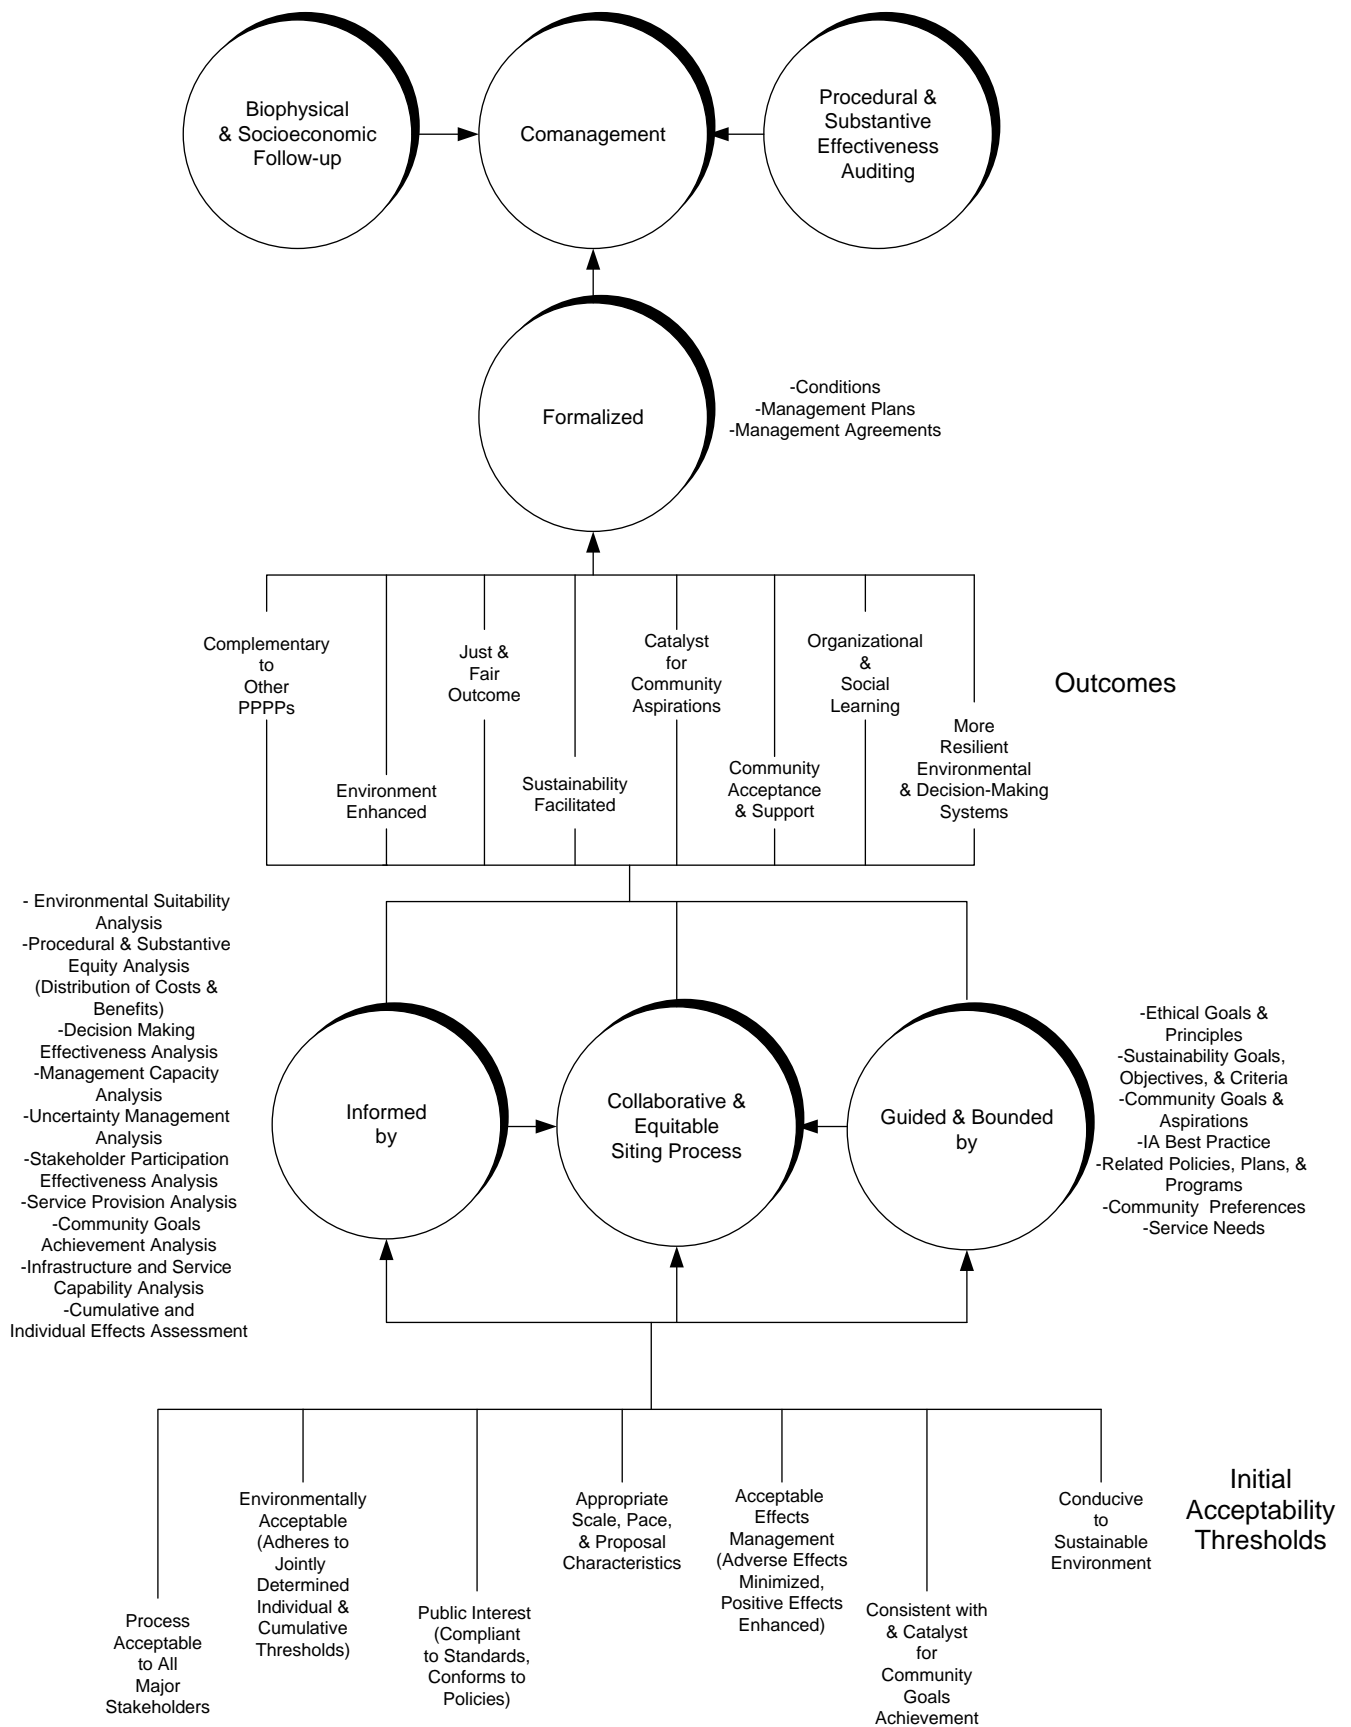 Biophysical
& Socioeconomic
Follow-up
Comanagement
Procedural &
Substantive
Effectiveness
Auditing
Formalized
-Conditions
-Management Plans
-Management Agreements
Complementary
to
Other
PPPPs
Environment
Enhanced
Just &
Fair
Outcome
Sustainability
Facilitated
Catalyst
for
Community
Aspirations
Community
Acceptance
& Support
Organizational
&
Social
Learning
More
Resilient
Environmental
& Decision-Making
Systems
Outcomes
- Environmental Suitability
Analysis
-Procedural & Substantive
Equity Analysis
(Distribution of Costs &
Benefits)
-Decision Making
Effectiveness Analysis
-Management Capacity
Analysis
-Uncertainty Management
Analysis
-Stakeholder Participation
Effectiveness Analysis
-Service Provision Analysis
-Community Goals
Achievement Analysis
-Infrastructure and Service
Capability Analysis
-Cumulative and
Individual Effects Assessment
Informed
by
Collaborative &
Equitable
Siting Process
Guided & Bounded
by
-Ethical Goals &
Principles
-Sustainability Goals,
Objectives, & Criteria
-Community Goals &
Aspirations
-IA Best Practice
-Related Policies, Plans, &
Programs
-Community Preferences
-Service Needs
Process
Acceptable
to All
Major
Stakeholders
Environmentally
Acceptable
(Adheres to
Jointly
Determined
Individual &
Cumulative
Thresholds)
Public Interest
(Compliant
to Standards,
Conforms to
Policies)
Appropriate
Scale, Pace,
& Proposal
Characteristics
Acceptable
Effects
Management
(Adverse Effects
Minimized,
Positive Effects
Enhanced)
Consistent with
& Catalyst
for
Community
Goals
Achievement
Conducive
to
Sustainable
Environment
Initial
Acceptability
Thresholds